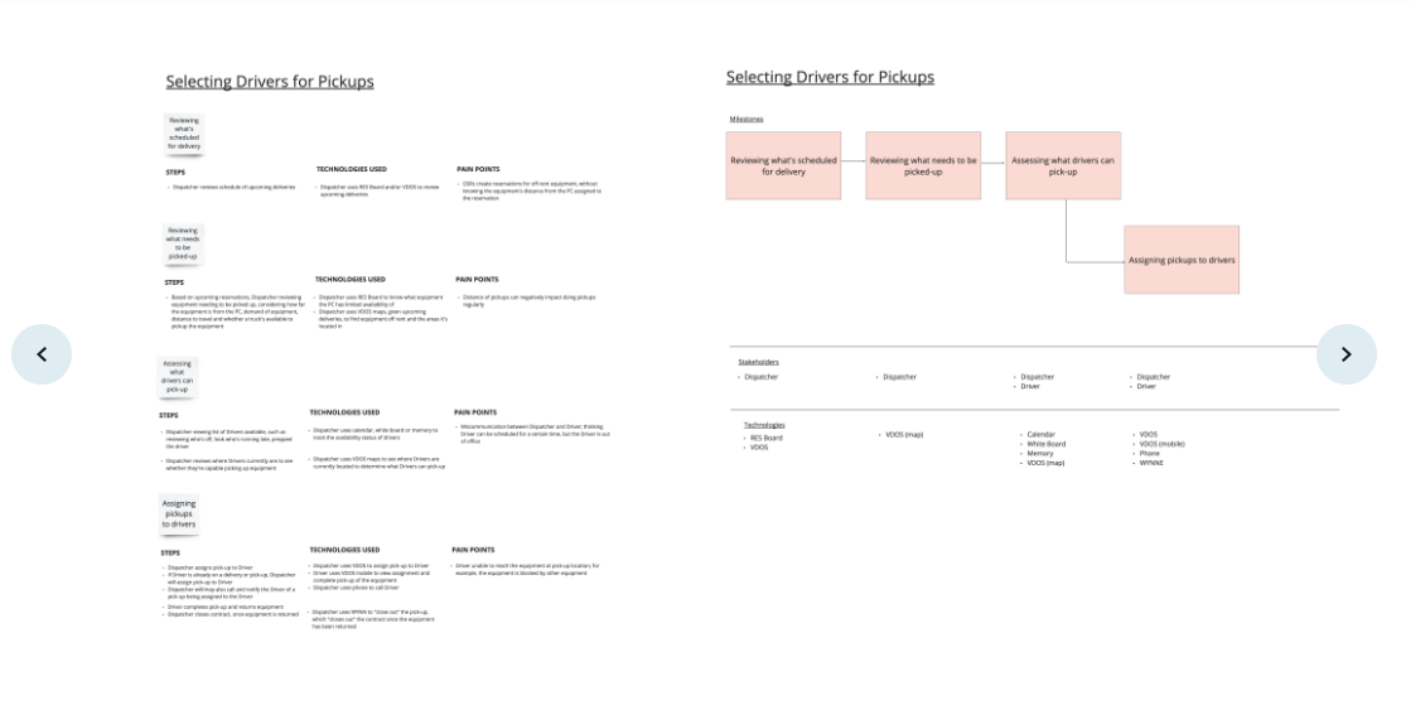 Selecting Drivers for Pickups
Reviewing
what's
scheduled
for delivery
STEPS
- Dispatcher reviews schedule of upcoming deliveries
TECHNOLOGIES USED
- Dispatcher uses RES Board and/or VDOS to review
upcoming deliveries
PAIN POINTS
- OSRs create reservations for off-rent equipment, without
knowing the equipment's distance from the PC assigned to
the reservation
Reviewing
what needs
to be
picked-up
STEPS
- Based on upcoming reservations, Dispatcher reviewing
equipment needing to be picked up, considering how far
the equipment is from the PC, demand of equipment,
distance to travel and whether a truck's available to
pickup the equipment
TECHNOLOGIES USED
- Dispatcher uses RES Board to know what equipment
the PC has limited availability of
- Dispatcher uses VDOS maps, given upcoming
deliveries, to find equipment off rent and the areas it's
located in
PAIN POINTS
- Distance of pickups can negatively impact doing pickups
regularly
Assessing
what
drivers can
pick-up
STEPS
- Dispatcher viewing list of Drivers available, such as
reviewing who's off, sick who's running late, prepped
the driver
- Dispatcher reviews where Drivers currently are to see
whether they're capable picking up equipment
TECHNOLOGIES USED
- Dispatcher uses calendar, white board or memory to
track the availability status of drivers
- Dispatcher uses VDOS maps to see where Drivers are
currently located to determine what Drivers can pick-up
PAIN POINTS
- Miscommunication between Dispatcher and Driver; thinking
Driver can be scheduled for a certain time, but the Driver is out
of office
Assigning
pickups
to drivers
STEPS
- Dispatcher assigns pick-up to Driver
- If Driver is already on a delivery or pick-up, Dispatcher
will assign pick-up to Driver
- Dispatcher will/may also call and notify the Driver of a
pick-up being assigned to the Driver
- Driver completes pick-up and returns equipment
- Dispatcher closes contract, once equipment is returned
TECHNOLOGIES USED
- Dispatcher uses VDOS to assign pick-up to Driver
- Driver uses VDOS mobile to view assignment and
complete pick-up of the equipment
- Dispatcher uses phone to call Driver
- Dispatcher uses WYNNE to "close out" the pick-up,
which "closes out" the contract once the equipment
has been returned
PAIN POINTS
- Driver unable to reach the equipment at pick-up location; for
example, the equipment is blocked by other equipment
Selecting Drivers for Pickups
Milestones
Reviewing what's scheduled
for delivery
Reviewing what needs to be
picked-up
Assessing what drivers can
pick-up
Assigning pickups to drivers
Stakeholders
- Dispatcher
- Dispatcher
- Dispatcher
- Driver
- Dispatcher
- Driver
Technologies
- RES Board
- VDOS
- VDOS (map)
- Calendar
- White Board
- Memory
- VDOS (map)
- VDOS
- VDOS (mobile)
- Phone
- WYNNE